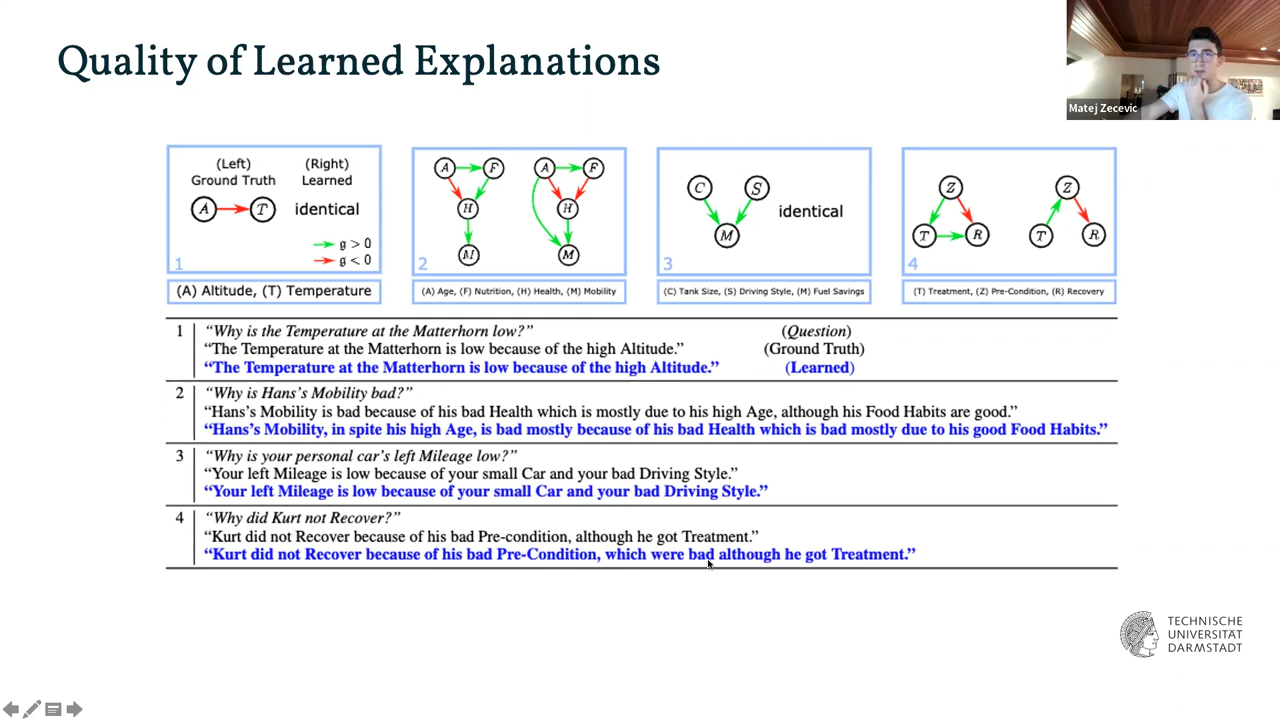 Quality of Learned Explanations
Matej Zecevic
(Left) (Right)
Ground Truth Learned
A T identical
g > 0
g < 0
1
(A) Altitude, (T) Temperature
A F A F
H H
M M
2
(A) Age, (F) Nutrition, (H) Health, (M) Mobility
C S
identical
M
3
(C) Tank Size, (S) Driving Style, (M) Fuel Savings
Z Z
T R T R
4
(T) Treatment, (Z) Pre-Condition, (R) Recovery
1 “Why is the Temperature at the Matterhorn low?” (Question)
“The Temperature at the Matterhorn is low because of the high Altitude.” (Ground Truth)
“The Temperature at the Matterhorn is low because of the high Altitude.” (Learned)
2 “Why is Hans’s Mobility bad?”
“Hans’s Mobility is bad because of his bad Health which is mostly due to his high Age, although his Food Habits are good.”
“Hans’s Mobility, in spite his high Age, is bad mostly because of his bad Health which is bad mostly due to his good Food Habits.”
3 “Why is your personal car’s left Mileage low?”
“Your left Mileage is low because of your small Car and your bad Driving Style.”
“Your left Mileage is low because of your small Car and your bad Driving Style.”
4 “Why did Kurt not Recover?”
“Kurt did not Recover because of his bad Pre-condition, although he got Treatment.”
“Kurt did not Recover because of his bad Pre-Condition, which were bad although he got Treatment.”
TECHNISCHE
UNIVERSITÄT
DARMSTADT